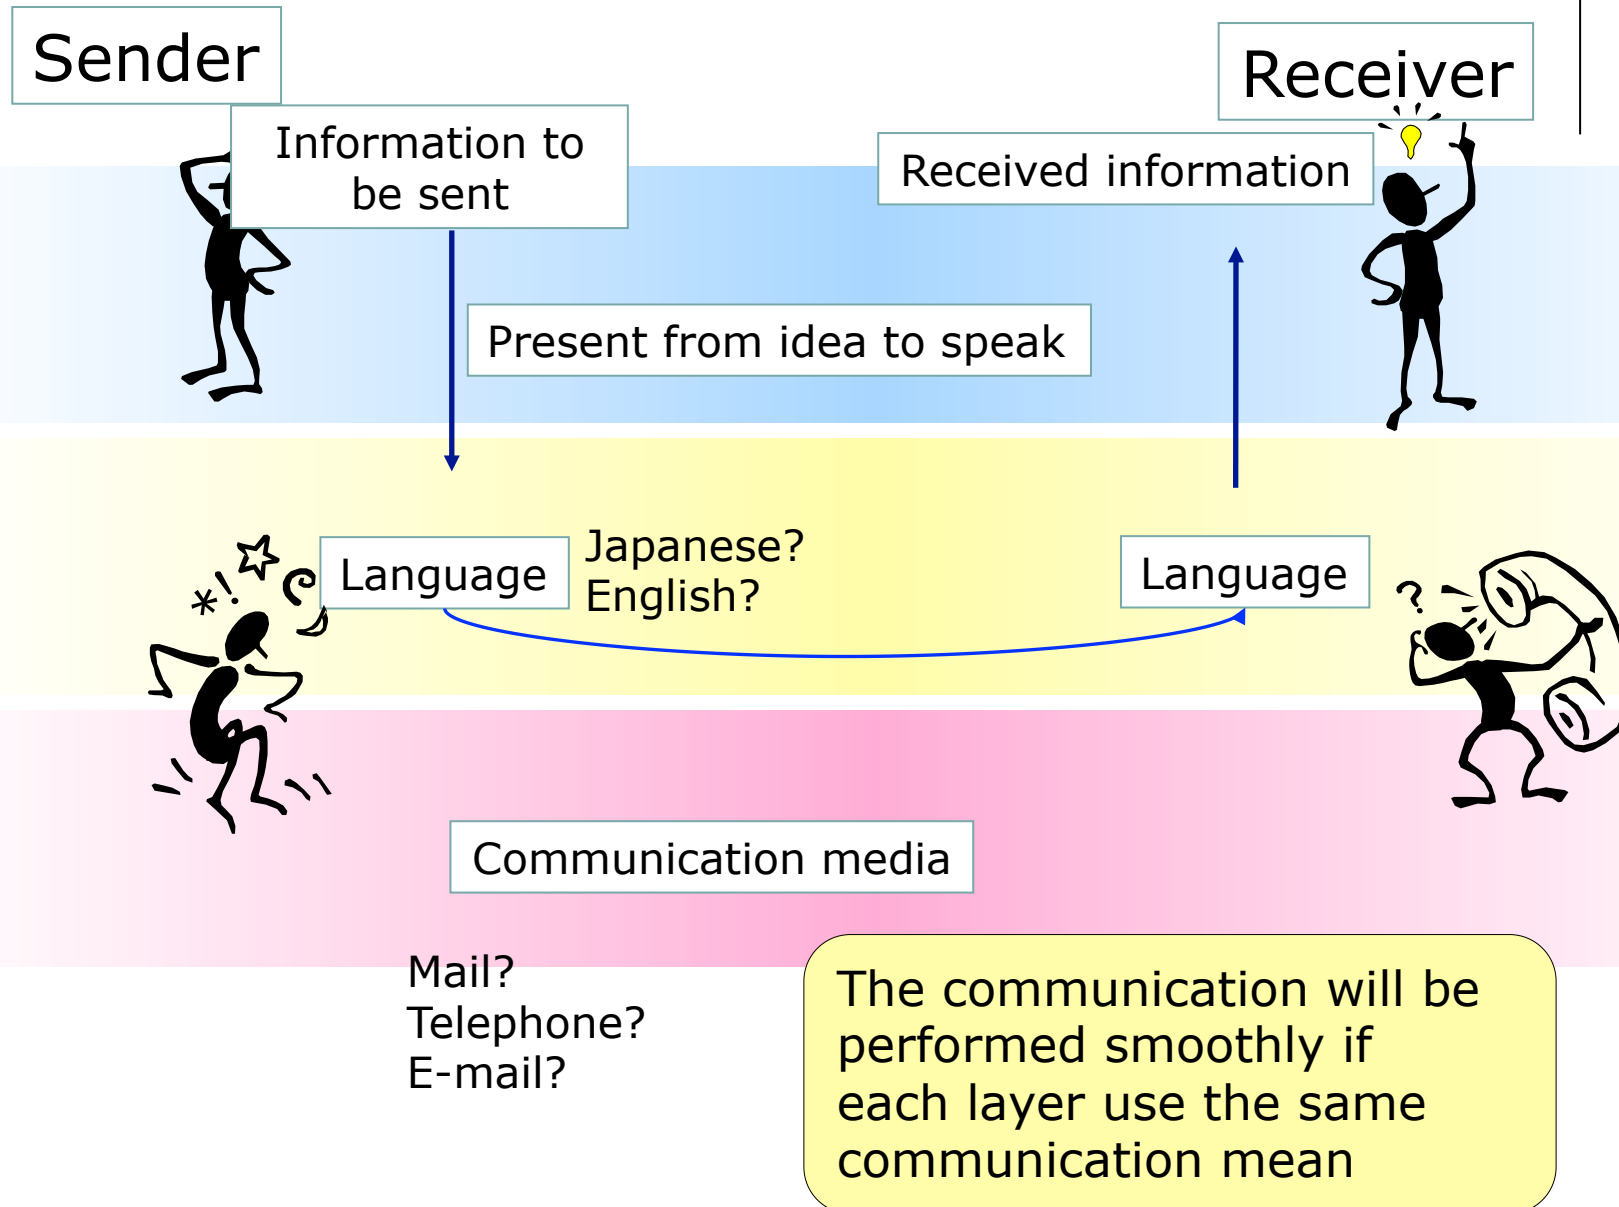 Sender
Receiver
Information to
be sent
Received information
Present from idea to speak
*!
Language
Japanese?
English?
Language
?
Communication media
Mail?
Telephone?
E-mail?
The communication will be
performed smoothly if
each layer use the same
communication mean